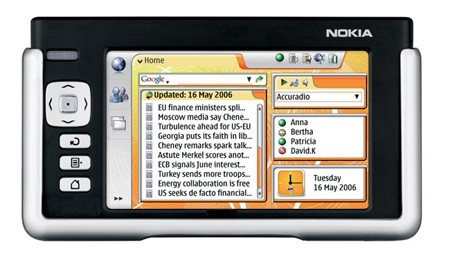 NOKIA
Home
Google
Updated: 16 May 2006
EU finance ministers spli...
Moscow media say Chene...
Turbulence ahead for US-EU
Georgia puts its faith in lib...
Cheney remarks spark talk...
Astute Merkel scores anot...
ECB signals June interest...
Turkey sends more troops...
Energy collaboration is free
US seeks de facto financial...
Accuradio
Anna
Bertha
Patricia
David.K
Tuesday
16 May 2006